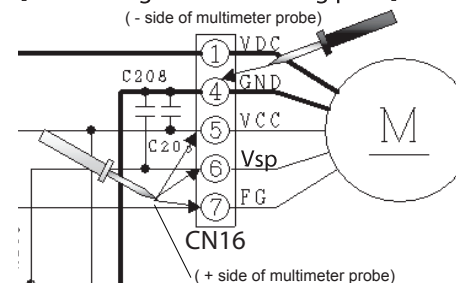 ( - side of multimeter probe)
1 VDC
C208
4 GND
5 VCC
6 Vsp
7 FG
M
CN16
( + side of multimeter probe)